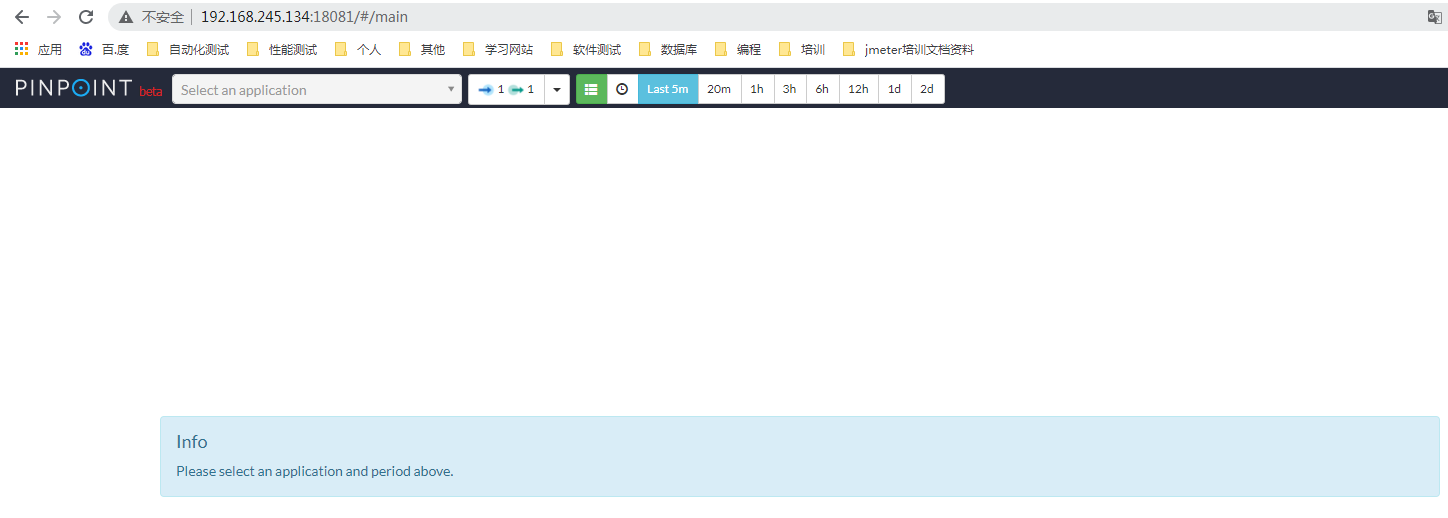 不安全 192.168.245.134:18081/#/main
应用 百度 自动化测试 性能测试 个人 其他 学习网站 软件测试 数据库 编程 培训 jmeter培训文档资料
PINPOINT beta Select an application 1 1 Last 5m 20m 1h 3h 6h 12h 1d 2d
Info
Please select an application and period above.